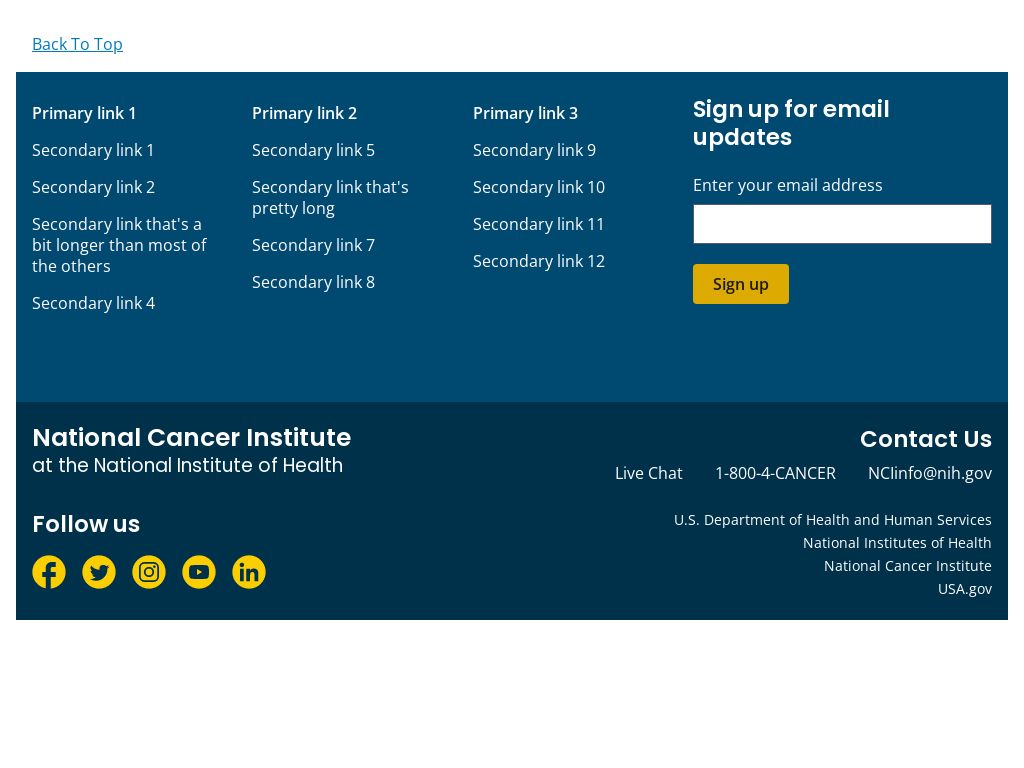 Back To Top
Primary link 1
Secondary link 1
Secondary link 2
Secondary link that's a
bit longer than most of
the others
Secondary link 4
Primary link 2
Secondary link 5
Secondary link that's
pretty long
Secondary link 7
Secondary link 8
Primary link 3
Secondary link 9
Secondary link 10
Secondary link 11
Secondary link 12
Sign up for email
updates
Enter your email address
Sign up
National Cancer Institute
at the National Institute of Health
Follow us
Contact Us
Live Chat 1-800-4-CANCER NCIinfo@nih.gov
U.S. Department of Health and Human Services
National Institutes of Health
National Cancer Institute
USA.gov